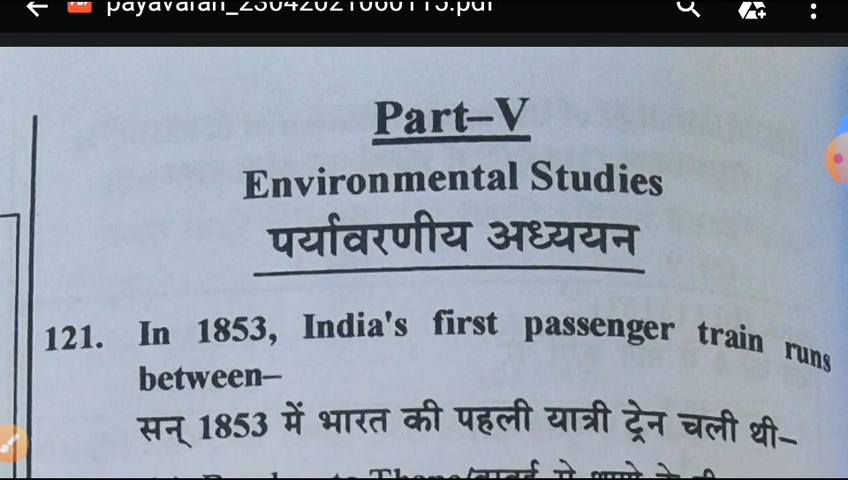 Part–V
Environmental Studies
पर्यावरणीय अध्ययन
121. In 1853, India's first passenger train runs
between–
सन् 1853 में भारत की पहली यात्री ट्रेन चली थी–